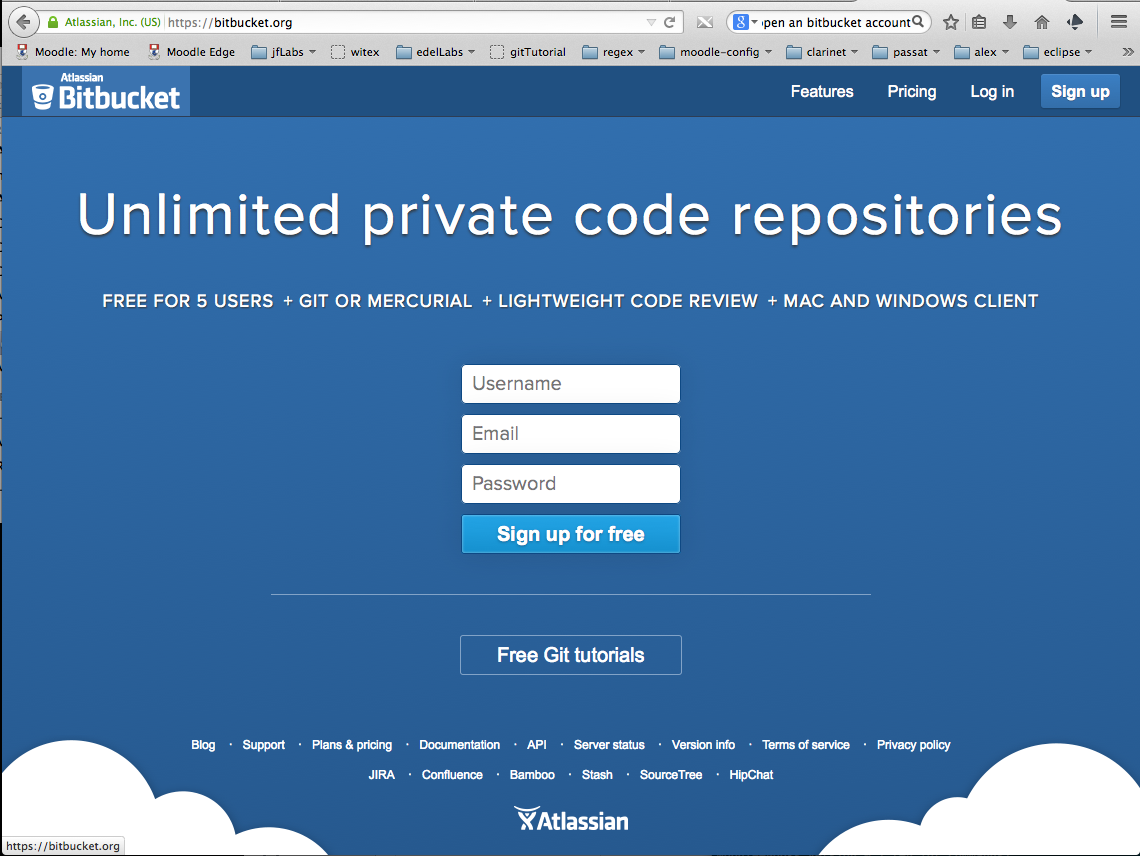 Atlassian, Inc. (US) https://bitbucket.org 8 pen an bitbucket account
Moodle: My home Moodle Edge jfLabs witex edelLabs gitTutorial regex moodle-config clarinet passat alex eclipse »
Atlassian
Bitbucket
Features Pricing Log in Sign up
Unlimited private code repositories
FREE FOR 5 USERS + GIT OR MERCURIAL + LIGHTWEIGHT CODE REVIEW + MAC AND WINDOWS CLIENT
Username
Email
Password
Sign up for free
Free Git tutorials
Blog · Support · Plans & pricing · Documentation · API · Server status · Version info · Terms of service · Privacy policy
JIRA · Confluence · Bamboo · Stash · SourceTree · HipChat
Atlassian
https://bitbucket.org